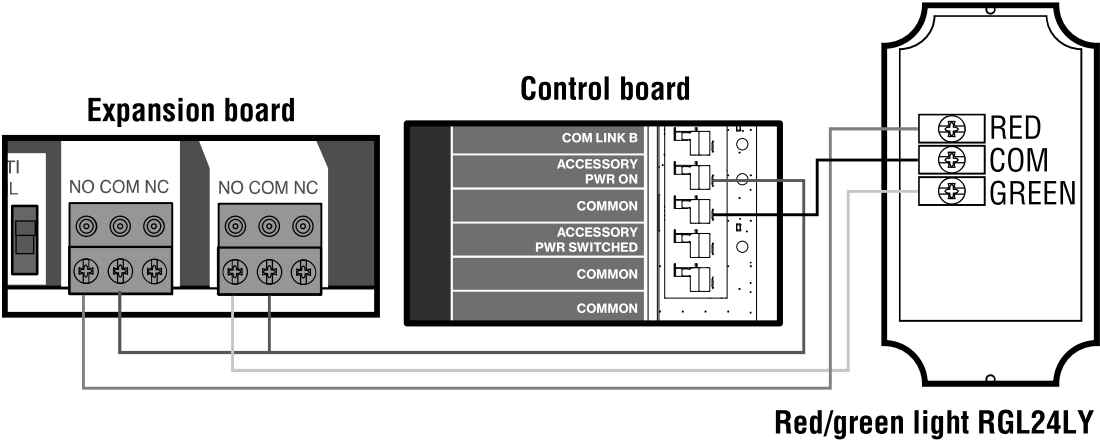 Control board
Expansion board
COM LINK B
ACCESSORY
PWR ON
COMMON
ACCESSORY
PWR SWITCHED
COMMON
COMMON
TI
L
NO COM NC
NO COM NC
RED
COM
GREEN
Red/green light RGL24LY